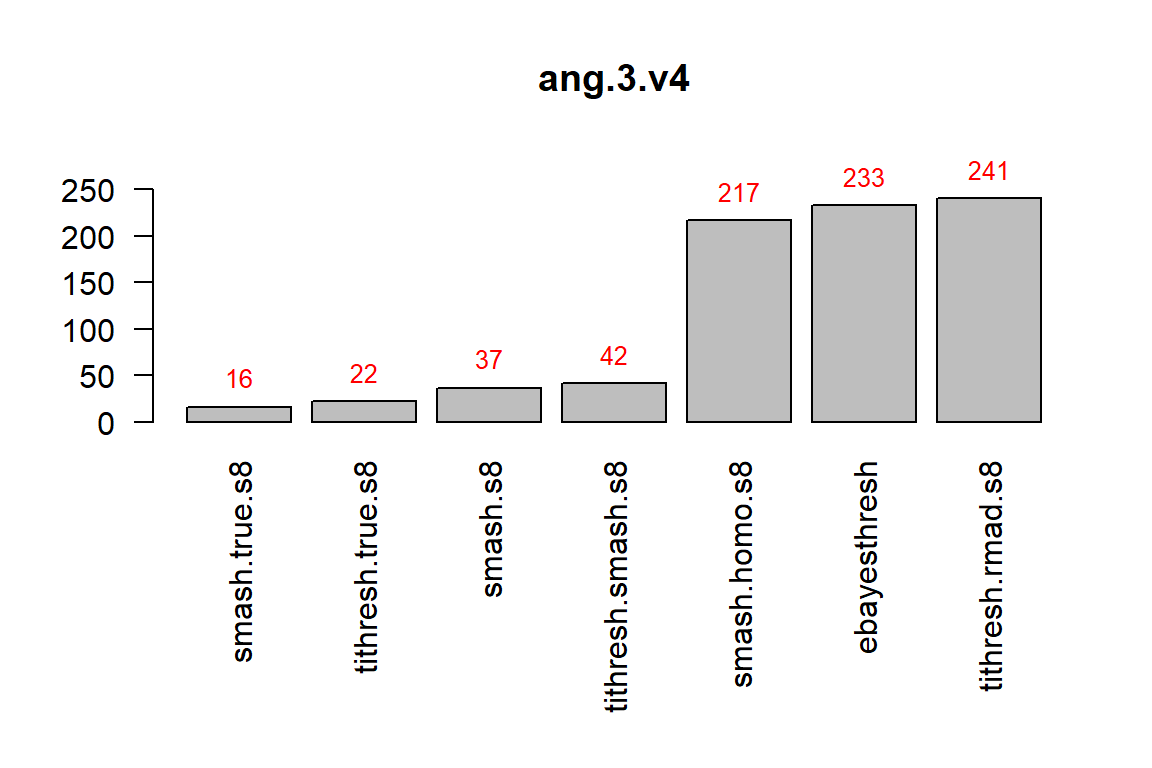 ang.3.v4
250
200
150
100
50
0
16
22
37
42
217
233
241
smash.true.s8
tithresh.true.s8
smash.s8
tithresh.smash.s8
smash.homo.s8
ebayesthresh
tithresh.rmad.s8